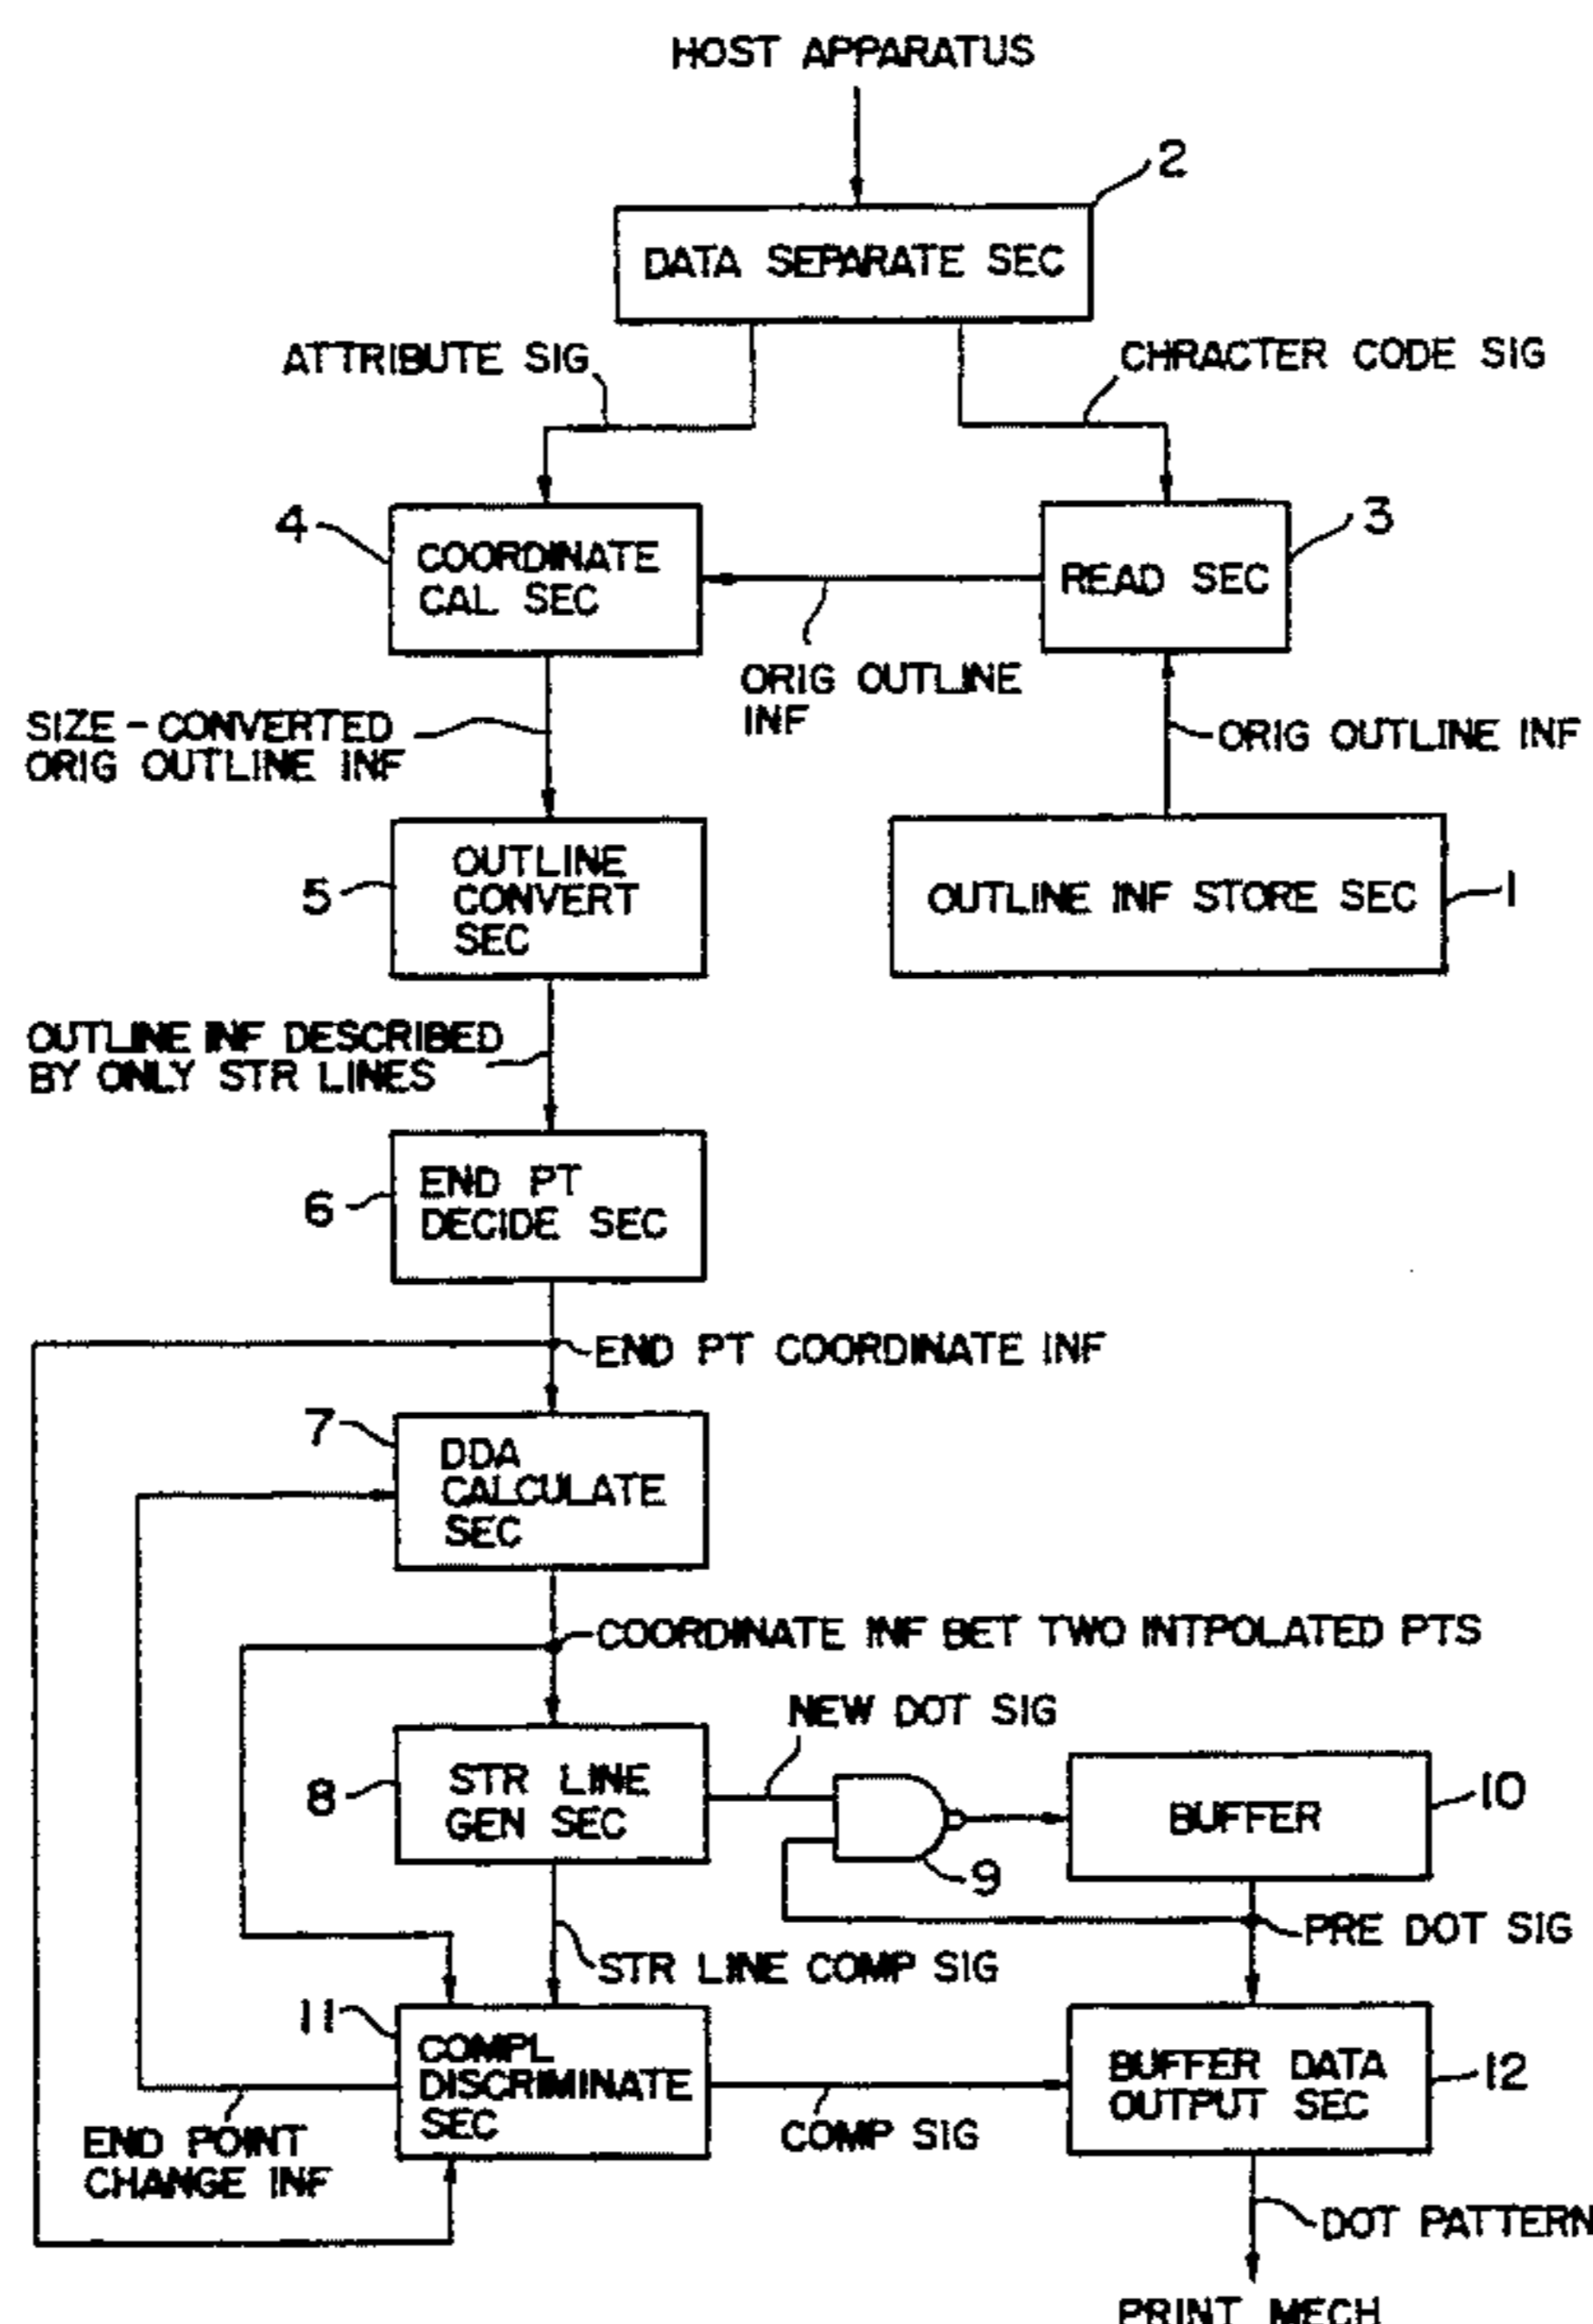 HOST APPARATUS
2
DATA SEPARATE SEC
ATTRIBUTE SIG
CHRACTER CODE SIG
4
COORDINATE
CAL SEC
3
READ SEC
ORIG OUTLINE
INF
SIZE-CONVERTED
ORIG OUTLINE INF
ORIG OUTLINE INF
5
OUTLINE
CONVERT
SEC
OUTLINE INF STORE SEC
1
OUTLINE INF DESCRIBED
BY ONLY STR LINES
6
END PT
DECIDE SEC
END PT COORDINATE INF
7
DDA
CALCULATE
SEC
COORDINATE INF BET TWO INTPOLATED PTS
NEW DOT SIG
8
STR LINE
GEN SEC
9
BUFFER
10
PRE DOT SIG
STR LINE COMP SIG
11
COMPL
DISCRIMINATE
SEC
BUFFER DATA
OUTPUT SEC
12
COMP SIG
END POINT
CHANGE INF
DOT PATTERN
PRINT MECH